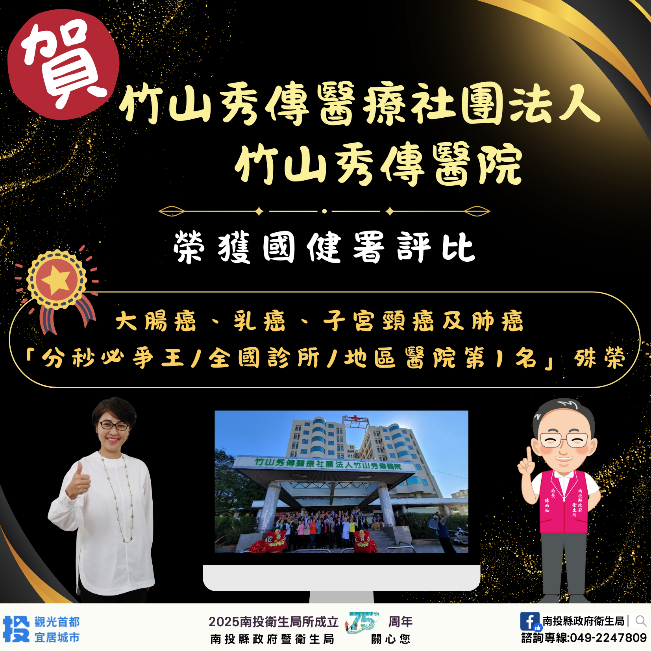 賀
竹山秀傳醫療社團法人
竹山秀傳醫院
榮獲國健署評比
大腸癌、乳癌、子宮頸癌及肺癌
「分秒必爭王/全國診所/地區醫院第1名」殊榮
竹山秀傳醫療社團法人竹山秀傳醫院
投 觀光首都
宜居城市
2025南投衛生局所成立 75th 周年
南投縣政府暨衛生局 關心您
南投縣政府衛生局
諮詢專線:049-2247809